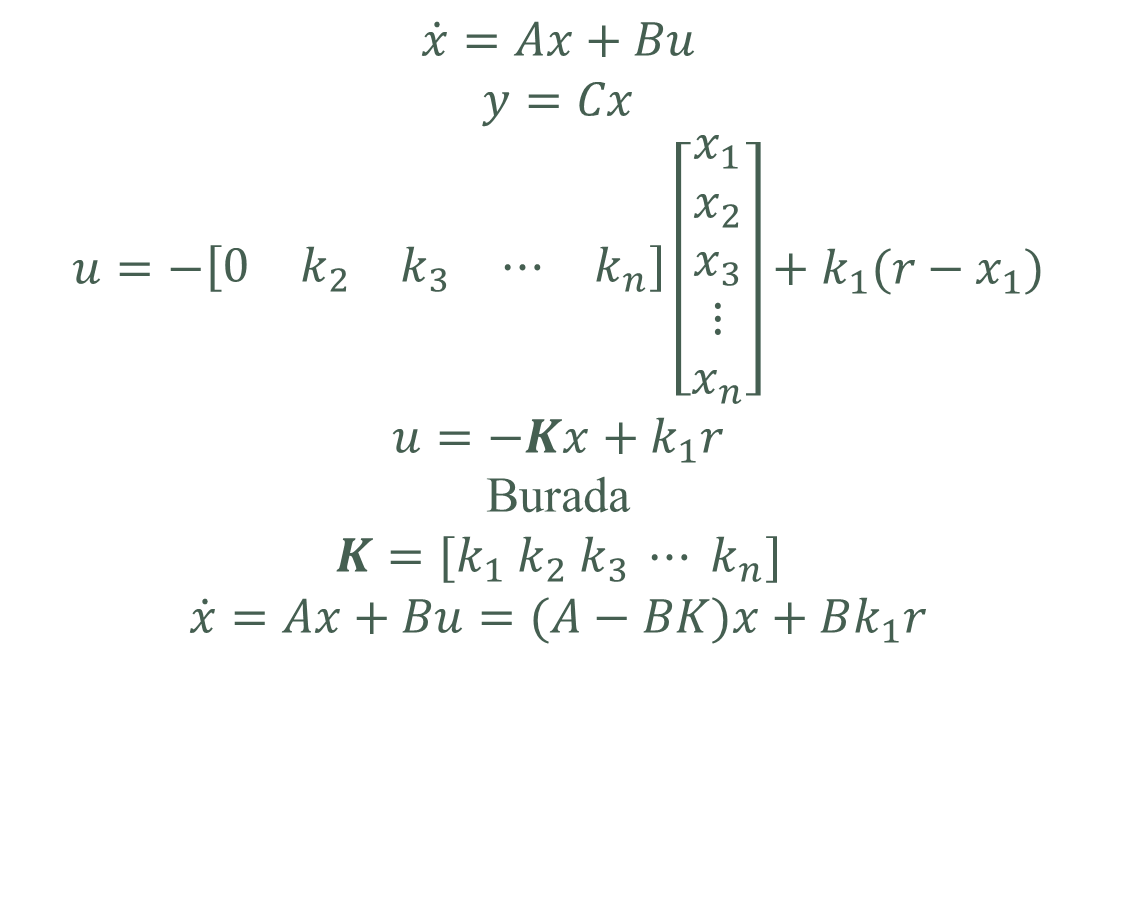 ẋ = Ax + Bu
y = Cx
u = −[0 k₂ k₃ ⋯ kₙ] [x₁ x₂ x₃ ⋮ xₙ] + k₁(r − x₁)
u = −𝑲x + k₁r
Burada
𝑲 = [k₁ k₂ k₃ ⋯ kₙ]
ẋ = Ax + Bu = (A − BK)x + Bk₁r